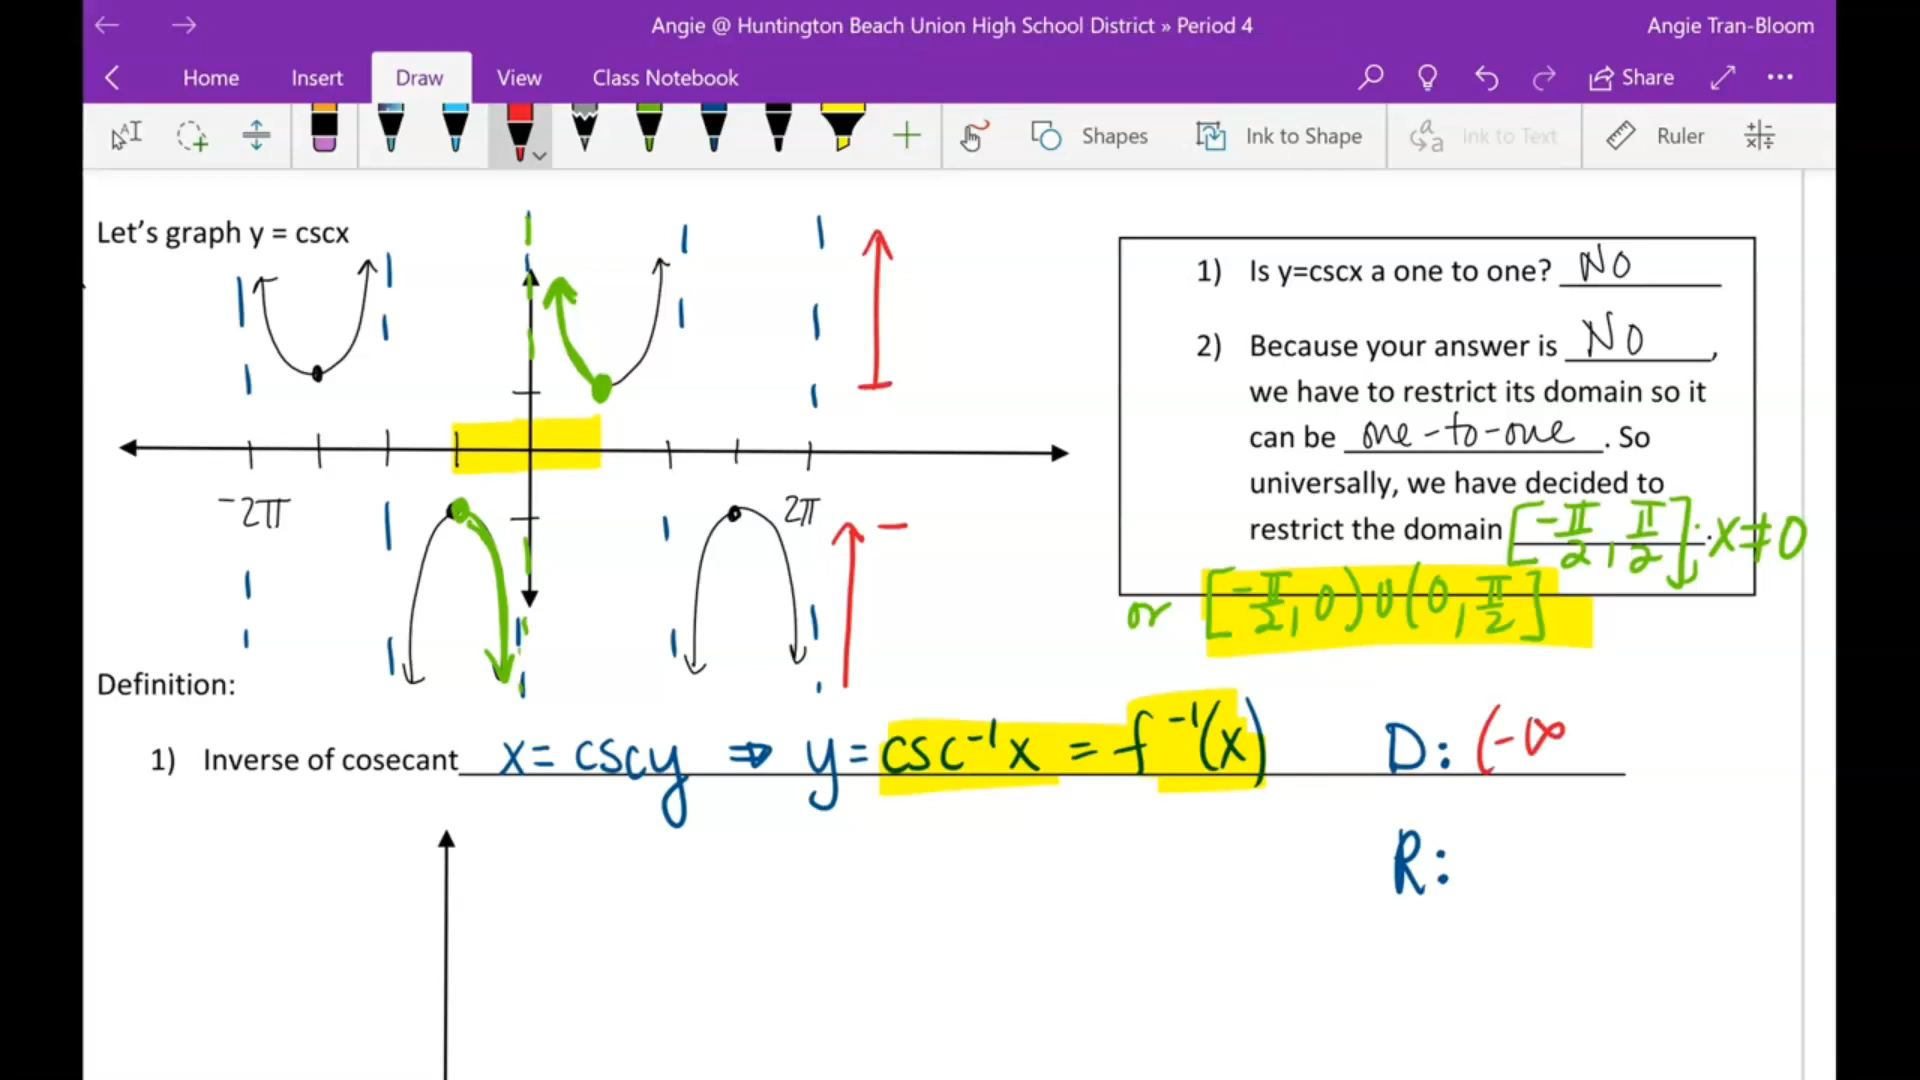 Angie @ Huntington Beach Union High School District » Period 4
Angie Tran-Bloom
Home Insert Draw View Class Notebook
Share
Shapes Ink to Shape Ink to Text Ruler
Let's graph y = cscx
-2π
2π
1) Is y=cscx a one to one? NO
2) Because your answer is NO,
we have to restrict its domain so it
can be one-to-one. So
universally, we have decided to
restrict the domain [-π/2, π/2]; x≠0.
or [-π/2, 0) U (0, π/2]
Definition:
1) Inverse of cosecant x = cscy ⇒ y = csc⁻¹x = f⁻¹(x) D: (-∞
R: